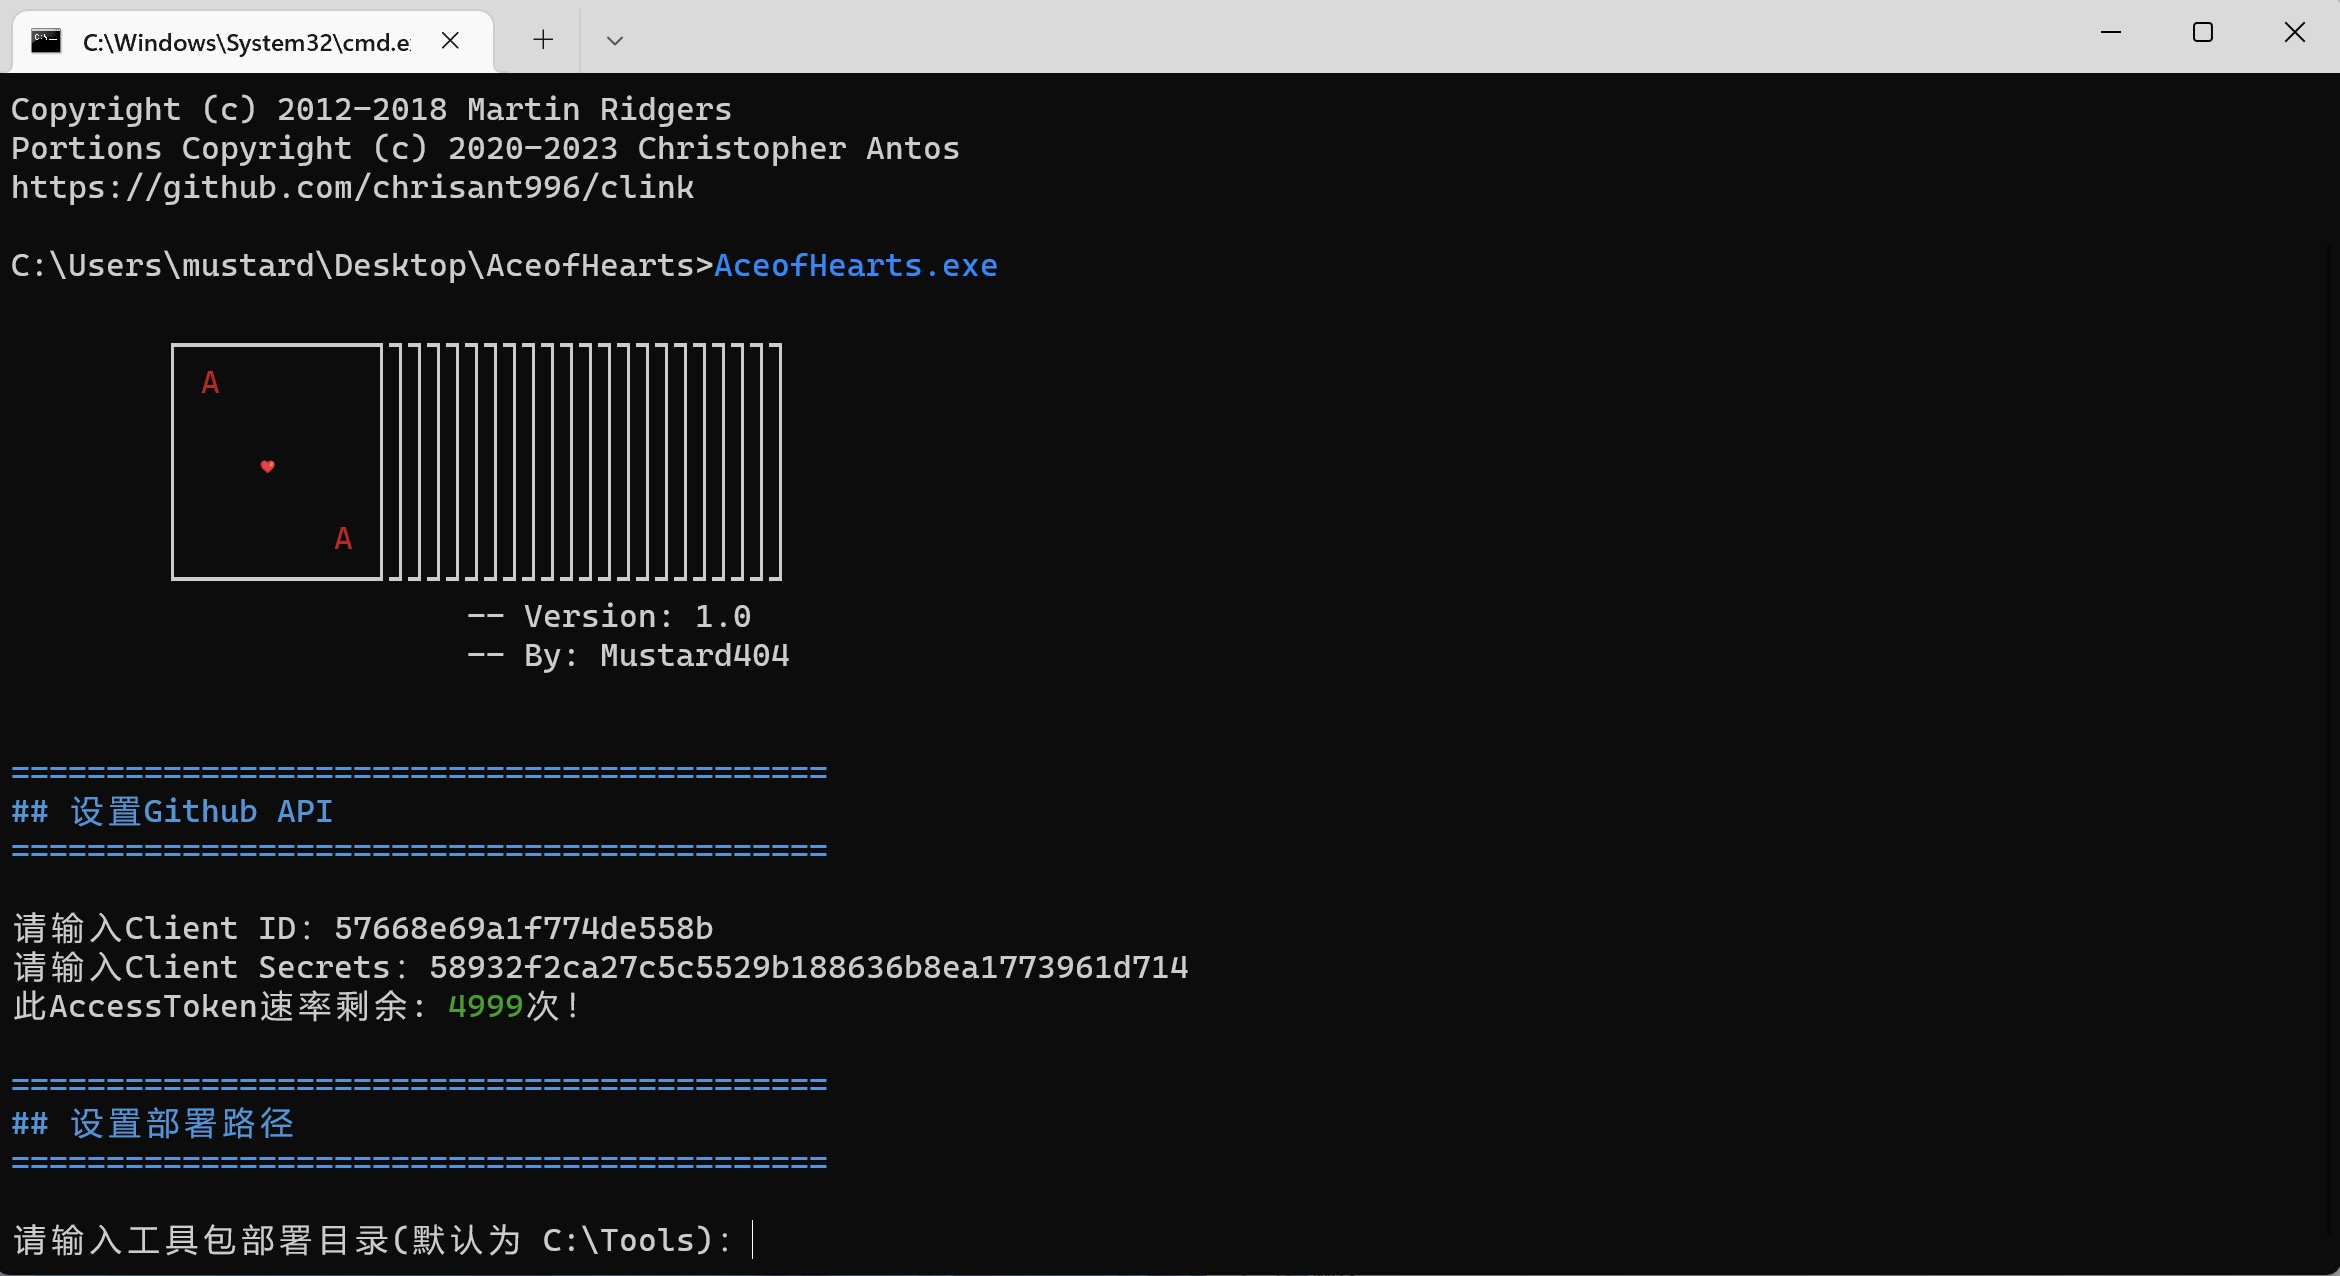 C:\Windows\System32\cmd.e
Copyright (c) 2012-2018 Martin Ridgers
Portions Copyright (c) 2020-2023 Christopher Antos
https://github.com/chrisant996/clink
C:\Users\mustard\Desktop\AceofHearts>AceofHearts.exe
A
A
-- Version: 1.0
-- By: Mustard404
===========================================
## 设置Github API
===========================================
请输入Client ID: 57668e69a1f774de558b
请输入Client Secrets: 58932f2ca27c5c5529b188636b8ea1773961d714
此AccessToken速率剩余: 4999次!
===========================================
## 设置部署路径
===========================================
请输入工具包部署目录(默认为 C:\Tools):